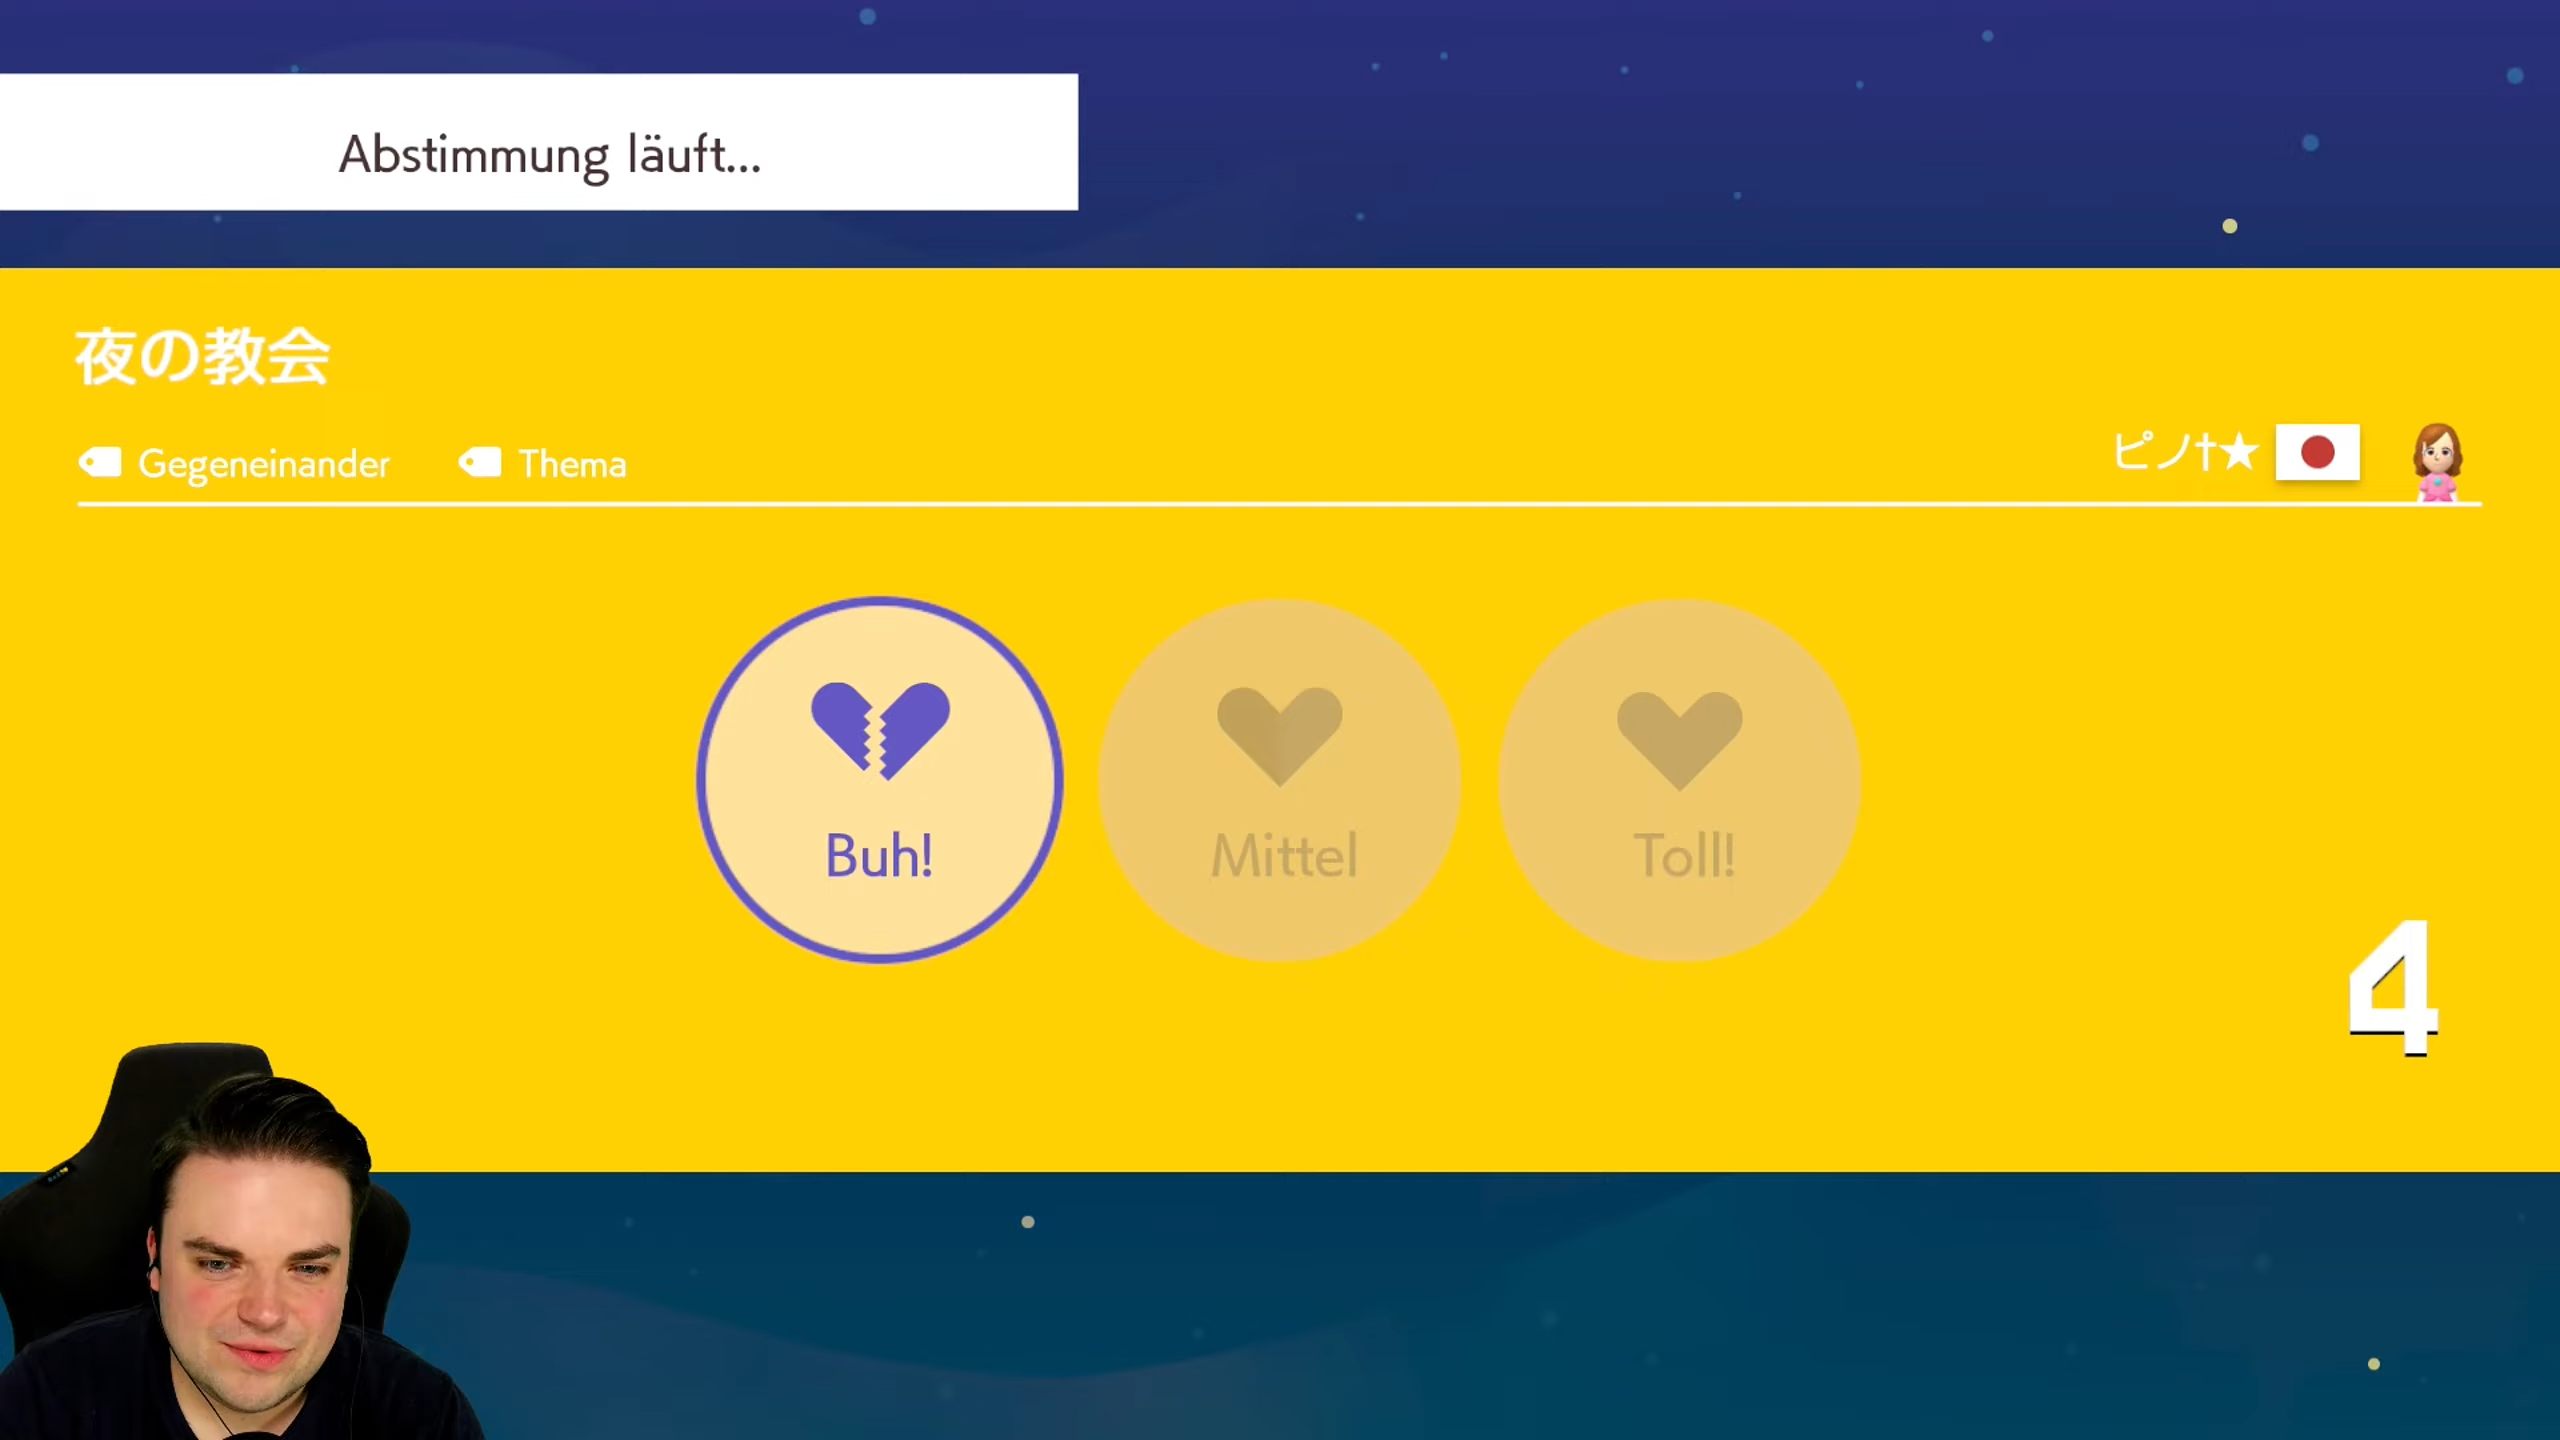 Abstimmung läuft...
夜の教会
Gegeneinander Thema
ピノ†★
Buh! Mittel Toll!
4